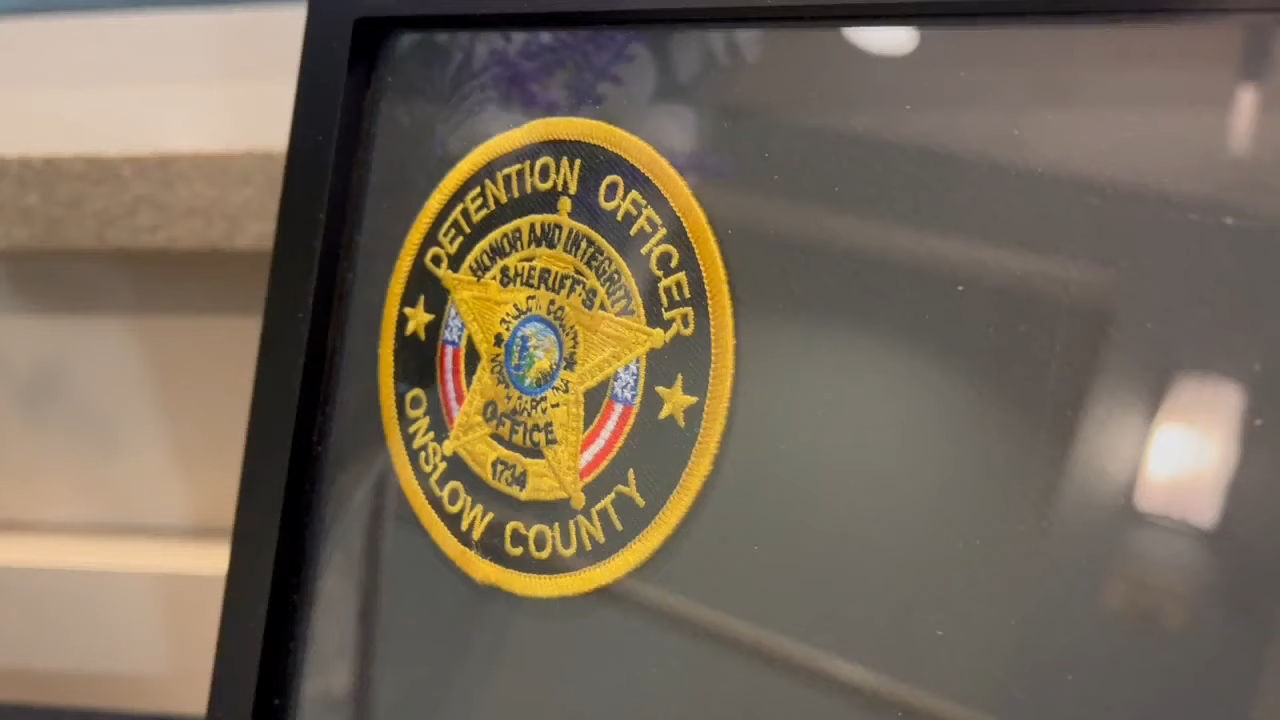 DETENTION OFFICER
HONOR AND INTEGRITY
SHERIFF'S
OFFICE
1734
ONSLOW COUNTY